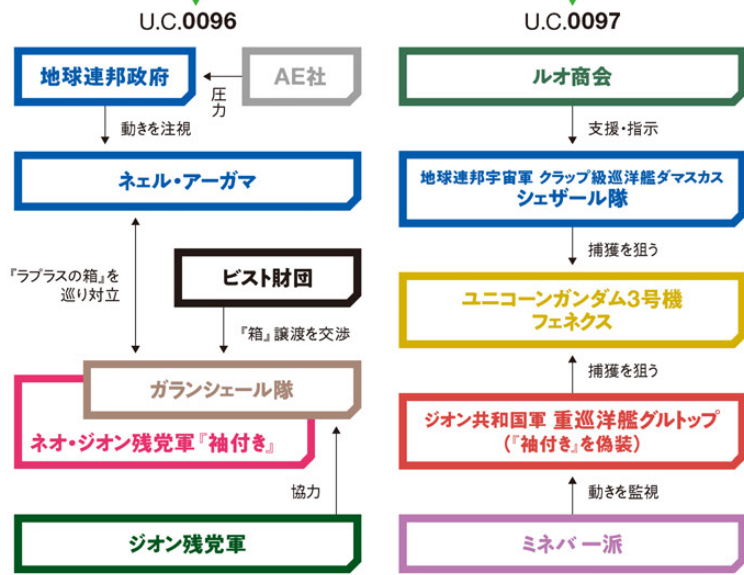 U.C.0096
地球連邦政府
AE社
圧力
動きを注視
ネェル・アーガマ
『ラプラスの箱』を
巡り対立
ビスト財団
『箱』譲渡を交渉
ガランシェール隊
ネオ・ジオン残党軍『袖付き』
協力
ジオン残党軍
U.C.0097
ルオ商会
支援・指示
地球連邦宇宙軍 クラップ級巡洋艦ダマスカス
シェザール隊
捕獲を狙う
ユニコーンガンダム3号機
フェネクス
捕獲を狙う
ジオン共和国軍 重巡洋艦グルトップ
(『袖付き』を偽装)
動きを監視
ミネバ一派